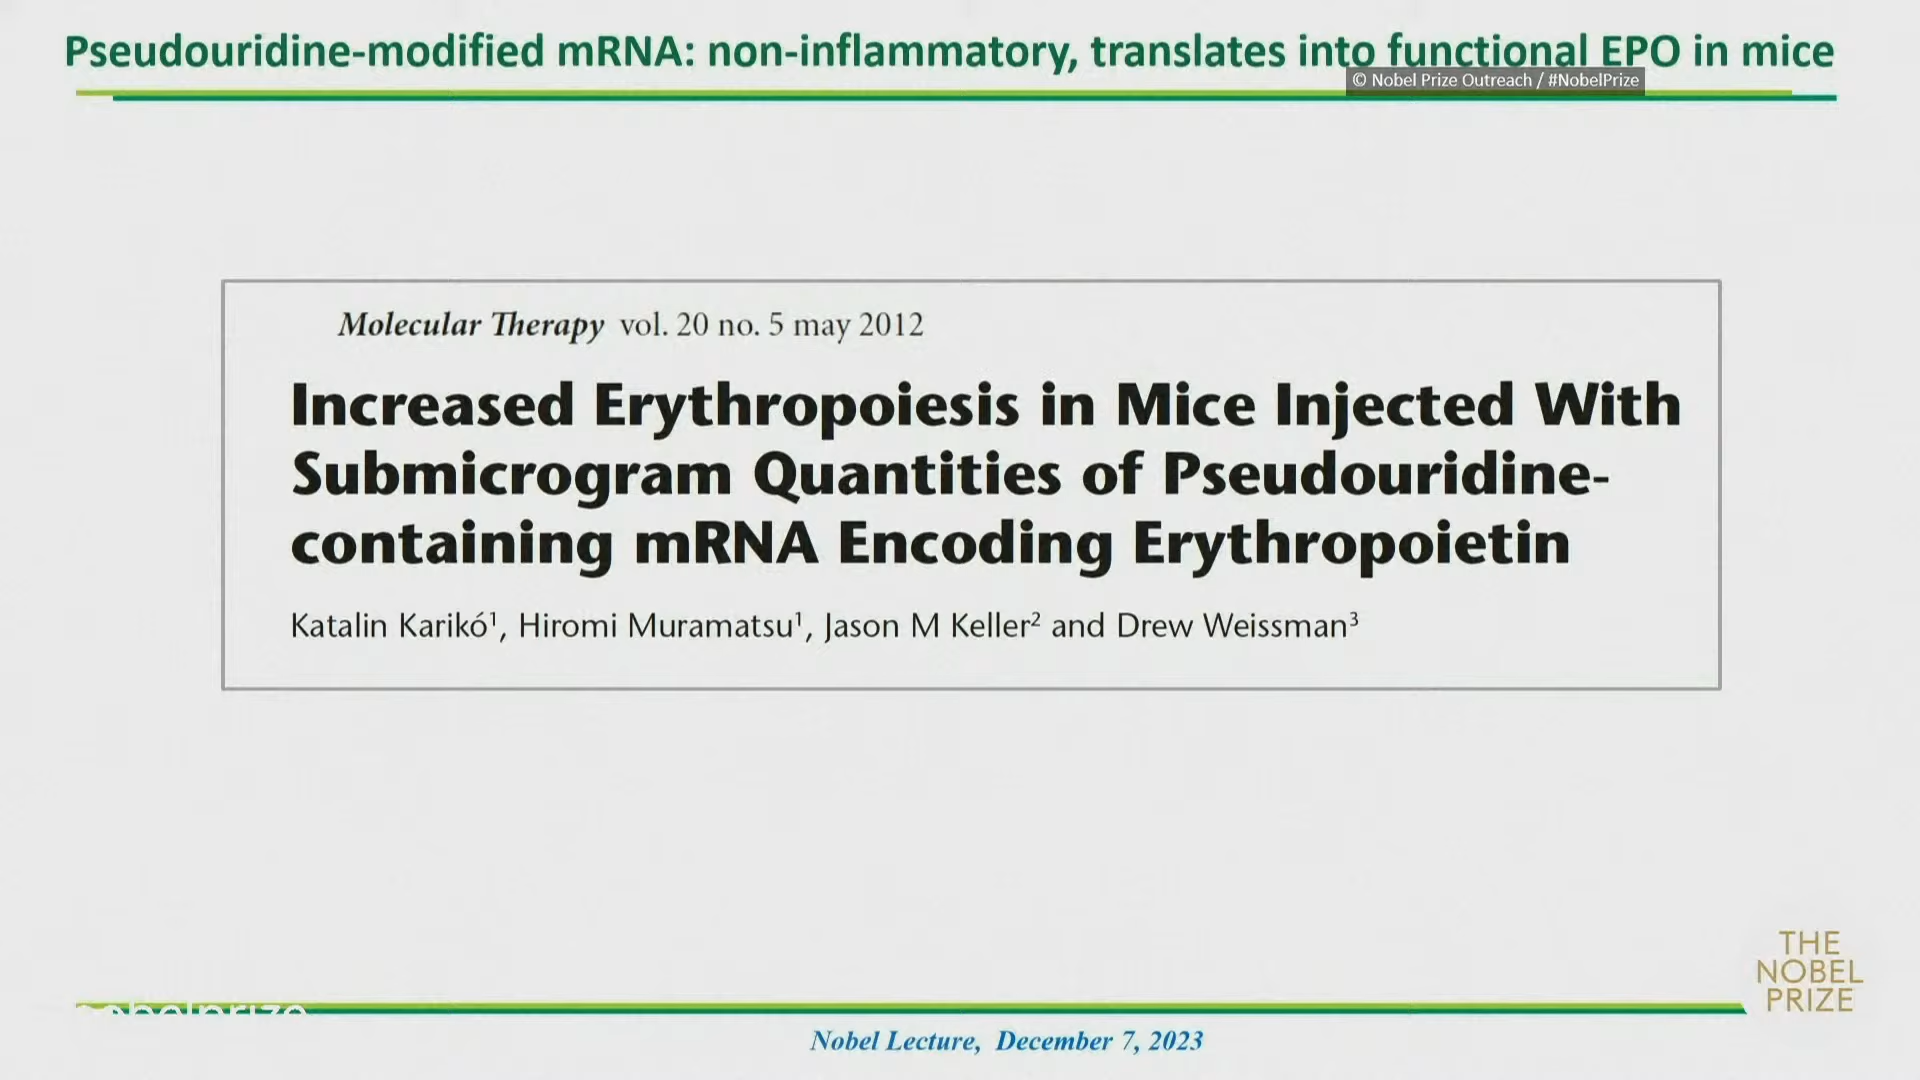 Pseudouridine-modified mRNA: non-inflammatory, translates into functional EPO in mice
© Nobel Prize Outreach / #NobelPrize
Molecular Therapy vol. 20 no. 5 may 2012
Increased Erythropoiesis in Mice Injected With
Submicrogram Quantities of Pseudouridine-
containing mRNA Encoding Erythropoietin
Katalin Karikó¹, Hiromi Muramatsu¹, Jason M Keller² and Drew Weissman³
THE
NOBEL
PRIZE
nobelprize
Nobel Lecture, December 7, 2023